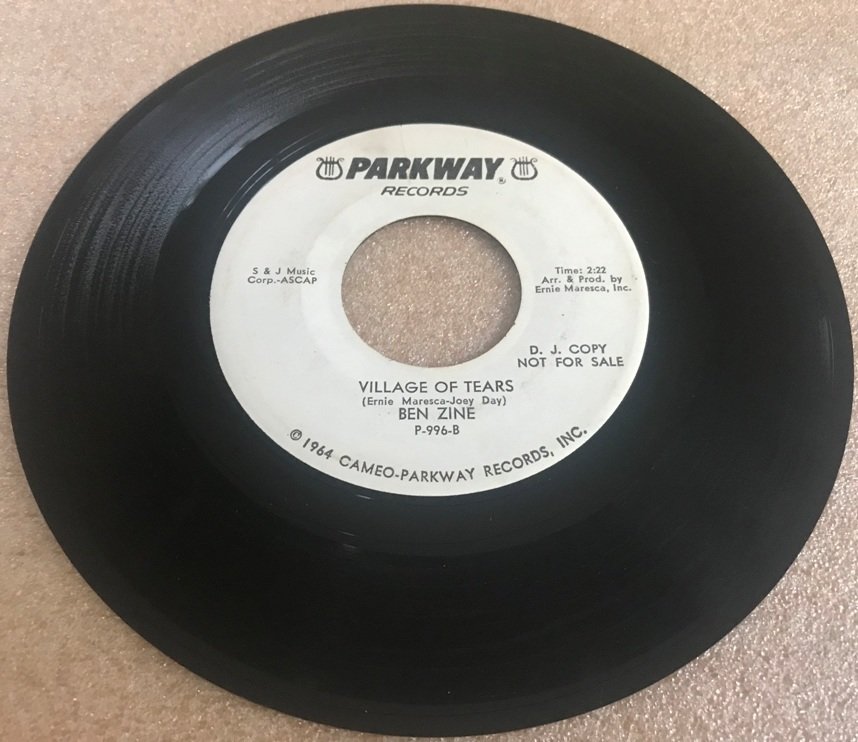 PARKWAY®
RECORDS
S & J Music
Corp.-ASCAP
Time: 2:22
Arr. & Prod. by
Ernie Maresca, Inc.
D. J. COPY
NOT FOR SALE
VILLAGE OF TEARS
(Ernie Maresca-Joey Day)
BEN ZINE
P-996-B
© 1964 CAMEO-PARKWAY RECORDS, INC.